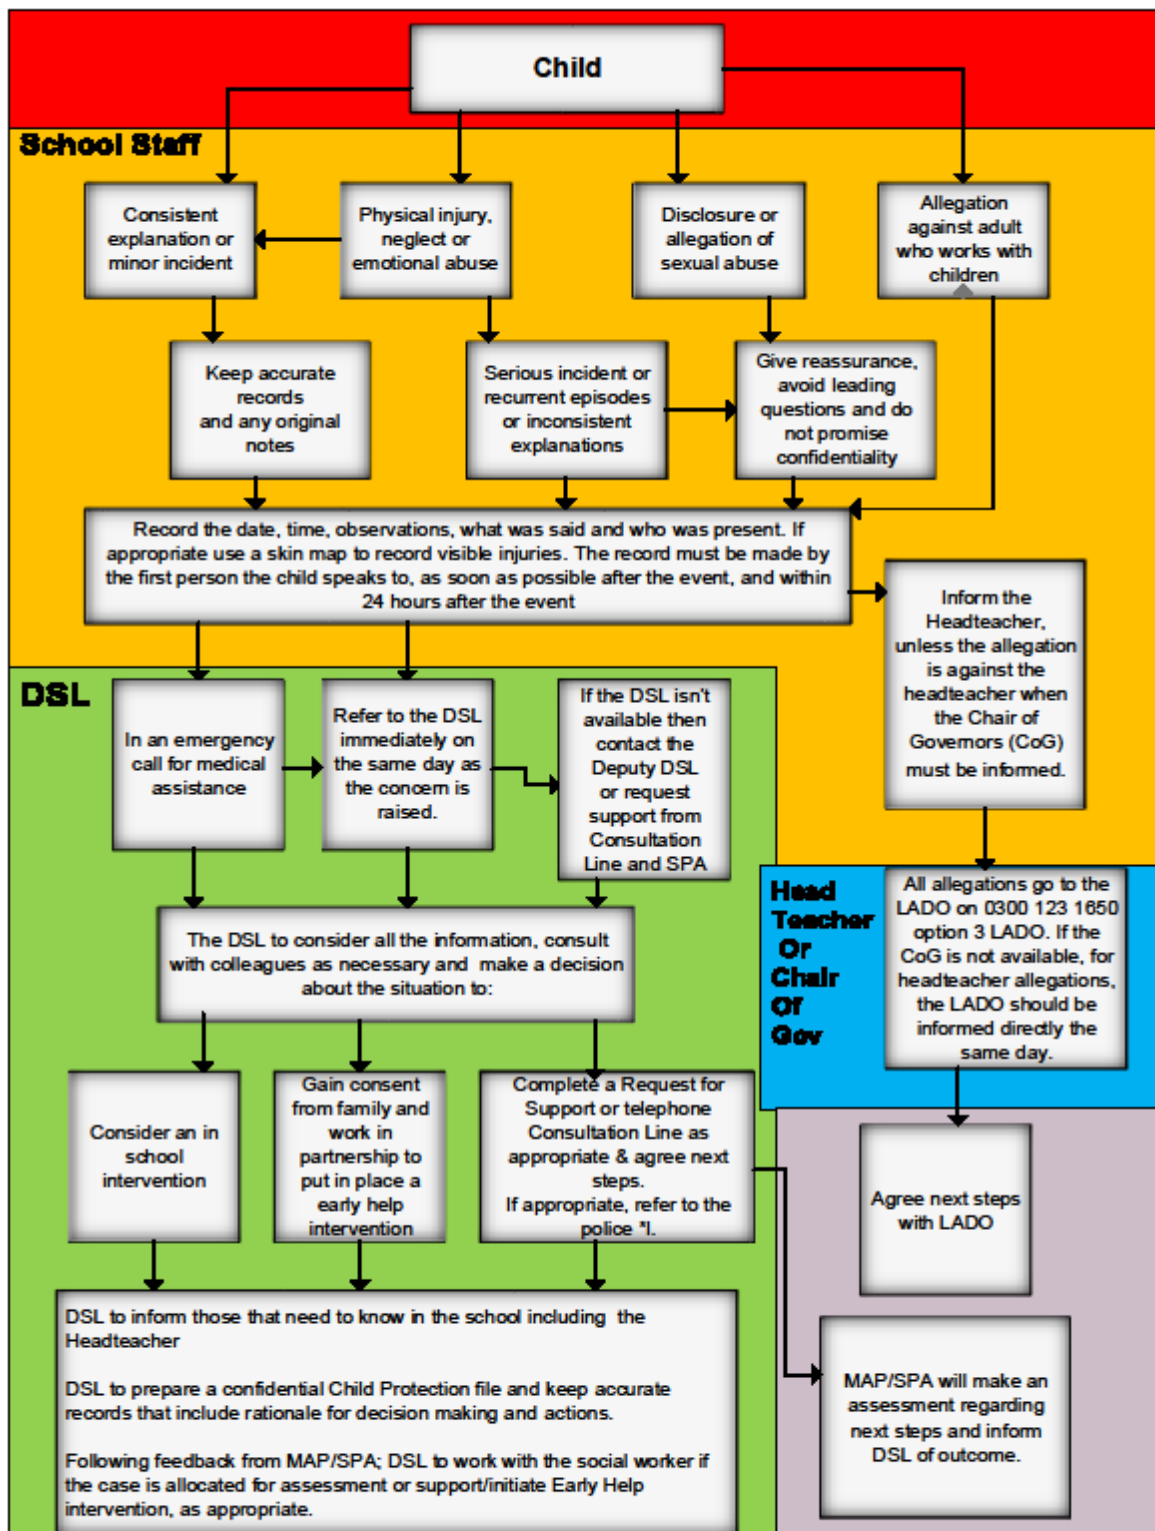 Child
School Staff
Consistent
explanation or
minor incident
Physical injury,
neglect or
emotional abuse
Disclosure or
allegation of
sexual abuse
Allegation
against adult
who works with
children
Keep accurate
records
and any original
notes
Serious incident or
recurrent episodes
or inconsistent
explanations
Give reassurance,
avoid leading
questions and do
not promise
confidentiality
Record the date, time, observations, what was said and who was present. If
appropriate use a skin map to record visible injuries. The record must be made by
the first person the child speaks to, as soon as possible after the event, and within
24 hours after the event
Inform the
Headteacher,
unless the allegation
is against the
headteacher when
the Chair of
Governors (CoG)
must be informed.
DSL
In an emergency
call for medical
assistance
Refer to the DSL
immediately on
the same day as
the concern is
raised.
If the DSL isn't
available then
contact the
Deputy DSL
or request
support from
Consultation
Line and SPA
Head
Teacher
Or
Chair
Of
Gov
All allegations go to the
LADO on 0300 123 1650
option 3 LADO. If the
CoG is not available, for
headteacher allegations,
the LADO should be
informed directly the
same day.
The DSL to consider all the information, consult
with colleagues as necessary and make a decision
about the situation to:
Consider an in
school
intervention
Gain consent
from family and
work in
partnership to
put in place a
early help
intervention
Complete a Request for
Support or telephone
Consultation Line as
appropriate & agree next
steps.
If appropriate, refer to the
police *I.
Agree next steps
with LADO
DSL to inform those that need to know in the school including the
Headteacher
DSL to prepare a confidential Child Protection file and keep accurate
records that include rationale for decision making and actions.
Following feedback from MAP/SPA; DSL to work with the social worker if
the case is allocated for assessment or support/initiate Early Help
intervention, as appropriate.
MAP/SPA will make an
assessment regarding
next steps and inform
DSL of outcome.